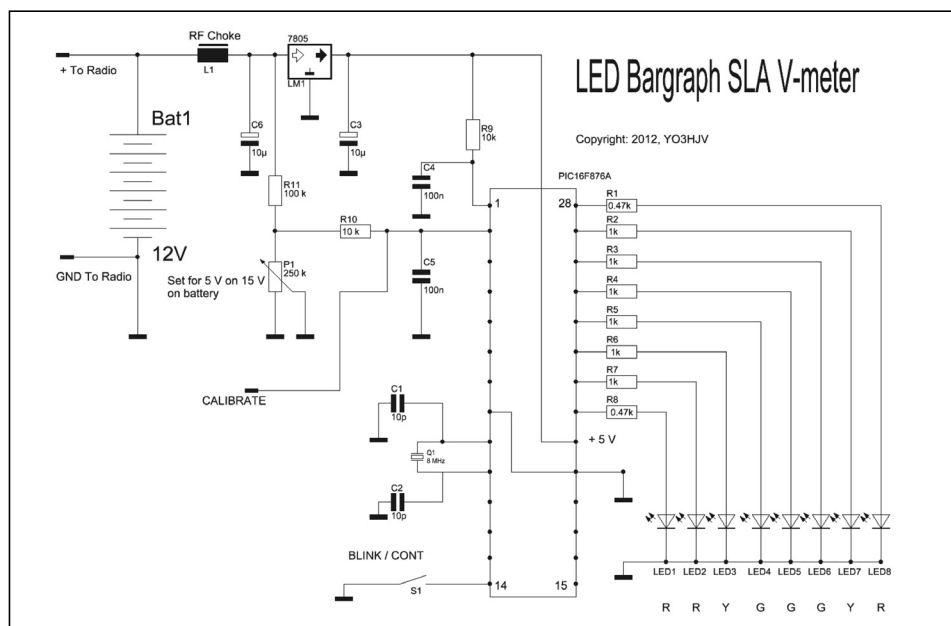 LED Bargraph SLA V-meter
Copyright: 2012, YO3HJV
RF Choke
L1
7805
LM1
+ To Radio
Bat1
12V
GND To Radio
C6
10µ
C3
10µ
R9
10k
C4
100n
R11
100 k
R10
10 k
C5
100n
P1
250 k
Set for 5 V on 15 V
on battery
CALIBRATE
C1
10p
Q1
8 MHz
C2
10p
BLINK / CONT
S1
PIC16F876A
1
28
14
15
R1
0.47k
R2
1k
R3
1k
R4
1k
R5
1k
R6
1k
R7
1k
R8
0.47k
+ 5 V
LED1 LED2 LED3 LED4 LED5 LED6 LED7 LED8
R R Y G G G Y R